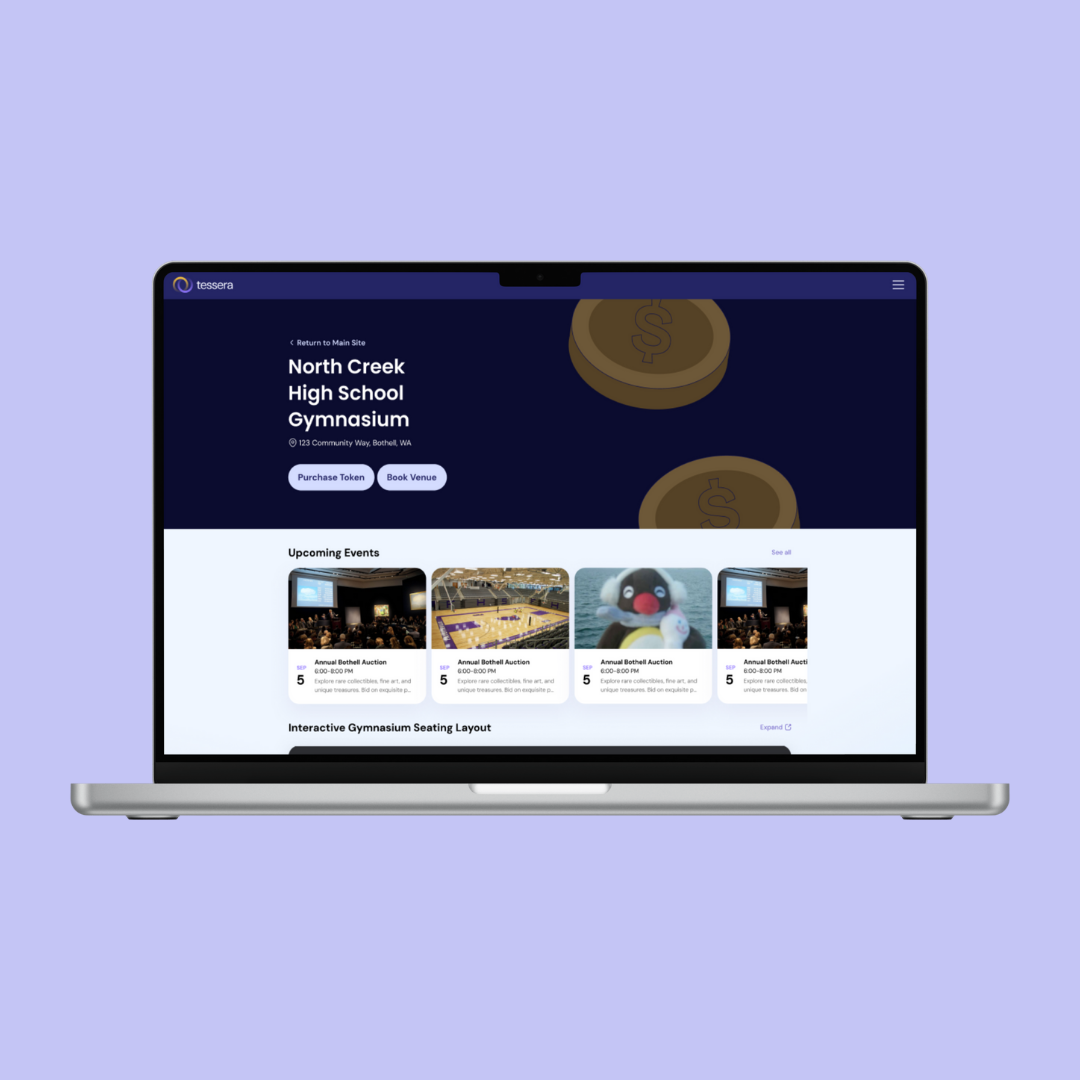 tessera
Return to Main Site
North Creek
High School
Gymnasium
123 Community Way, Bothell, WA
Purchase Token
Book Venue
Upcoming Events
See all
SEP
5
Annual Bothell Auction
6:00-8:00 PM
Explore rare collectibles, fine art, and
unique treasures. Bid on exquisite p...
SEP
5
Annual Bothell Auction
6:00-8:00 PM
Explore rare collectibles, fine art, and
unique treasures. Bid on exquisite p...
SEP
5
Annual Bothell Auction
6:00-8:00 PM
Explore rare collectibles, fine art, and
unique treasures. Bid on exquisite p...
SEP
5
Annual Bothell Aucti
6:00-8:00 PM
Explore rare collectibles,
unique treasures. Bid on
Interactive Gymnasium Seating Layout
Expand